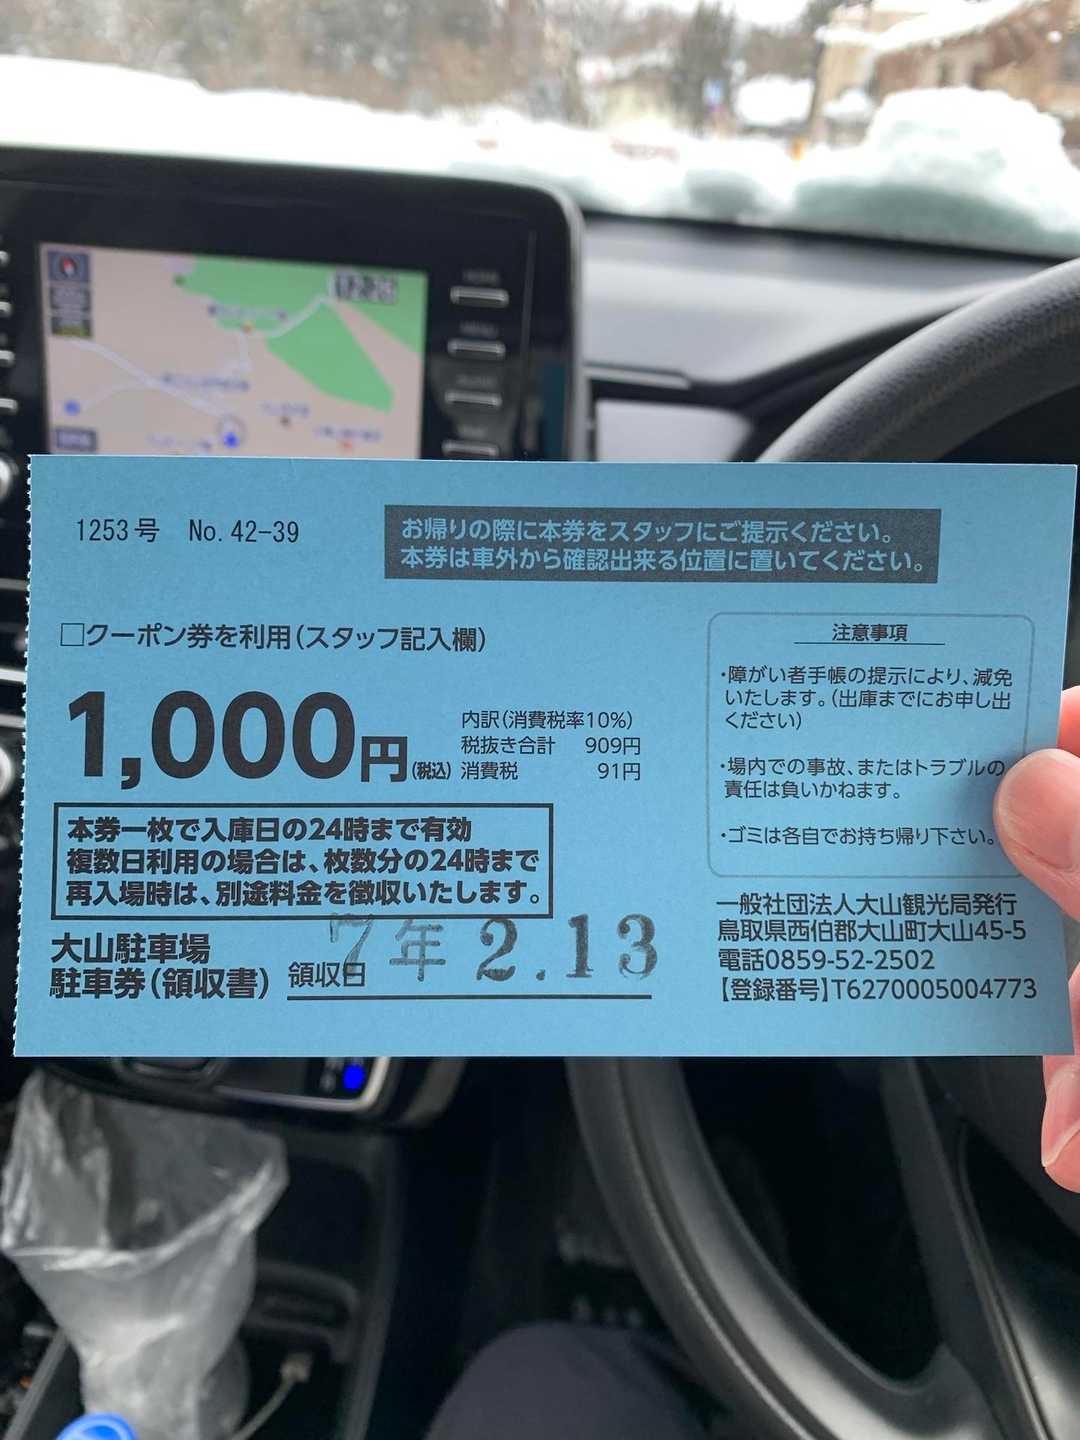 1253号 No.42-39
お帰りの際に本券をスタッフにご提示ください。
本券は車外から確認出来る位置に置いてください。
□クーポン券を利用(スタッフ記入欄)
1,000円(税込)
内訳(消費税率10%)
税抜き合計 909円
消費税 91円
本券一枚で入庫日の24時まで有効
複数日利用の場合は、枚数分の24時まで
再入場時は、別途料金を徴収いたします。
大山駐車場
駐車券(領収書)
領収日 7年 2.13
注意事項
・障がい者手帳の提示により、減免
いたします。(出庫までにお申し出
ください)
・場内での事故、またはトラブルの
責任は負いかねます。
・ゴミは各自でお持ち帰り下さい。
一般社団法人大山観光局発行
鳥取県西伯郡大山町大山45-5
電話0859-52-2502
【登録番号】T6270005004773